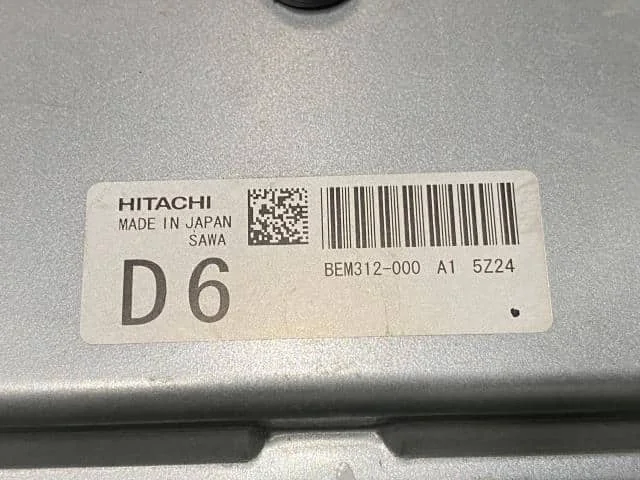 HITACHI
MADE IN JAPAN
SAWA
D6
BEM312-000 A1 5Z24